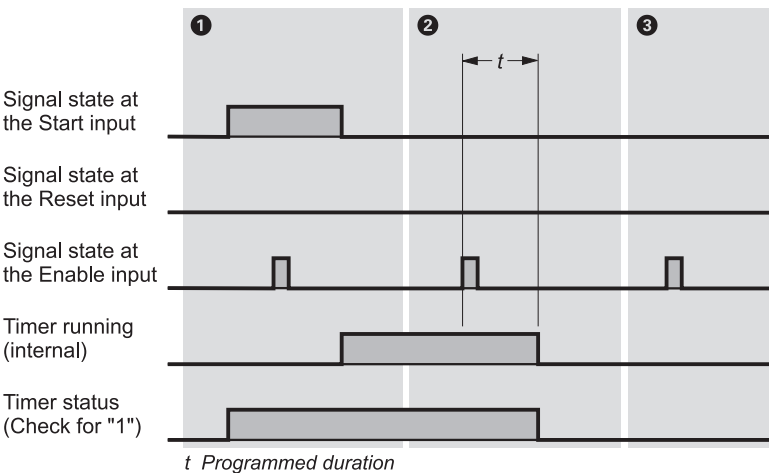 ❶ ❷ ❸
t
Signal state at
the Start input
Signal state at
the Reset input
Signal state at
the Enable input
Timer running
(internal)
Timer status
(Check for "1")
t Programmed duration